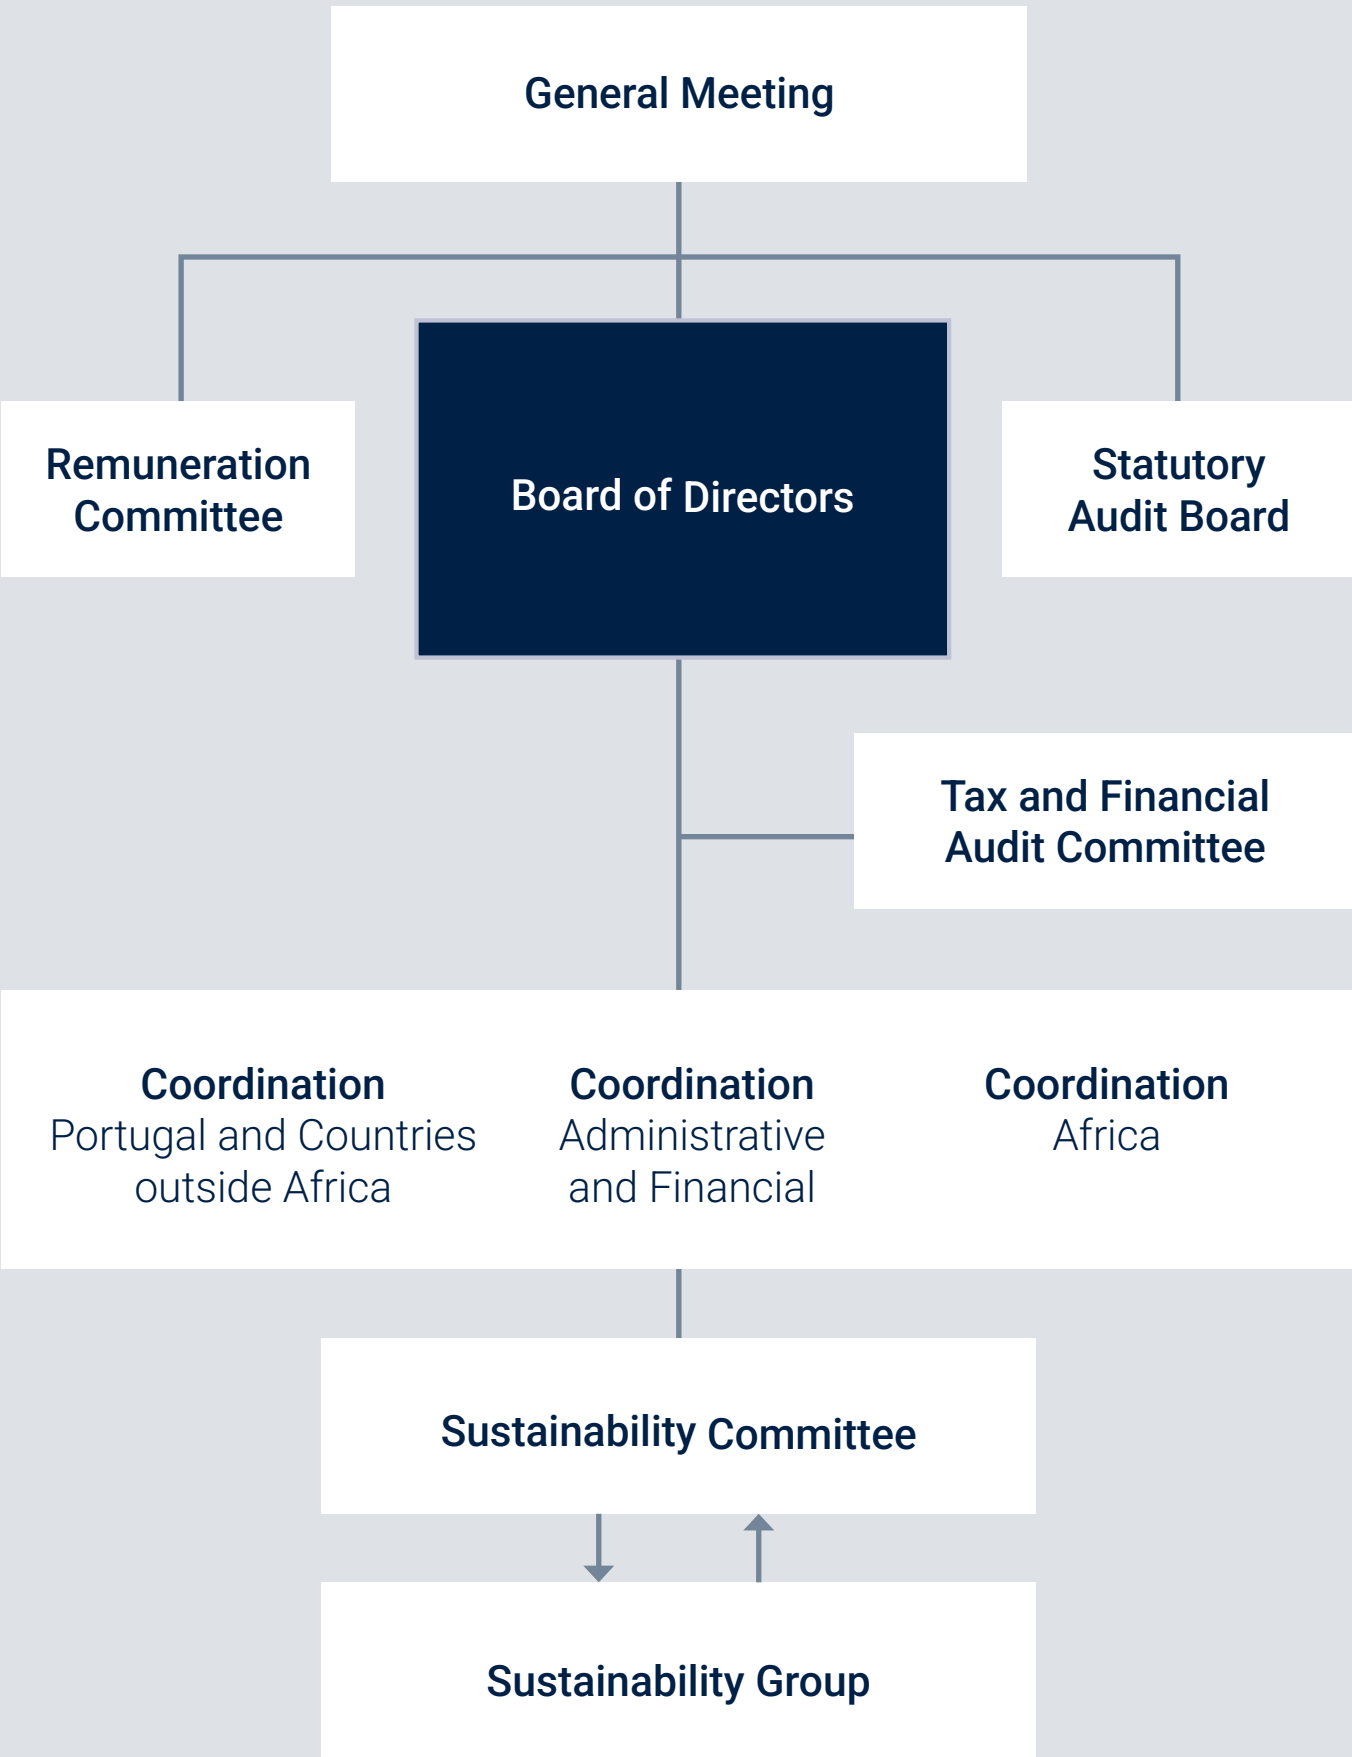 General Meeting
Remuneration
Committee
Board of Directors
Statutory
Audit Board
Tax and Financial
Audit Committee
Coordination
Portugal and Countries
outside Africa
Coordination
Administrative
and Financial
Coordination
Africa
Sustainability Committee
Sustainability Group